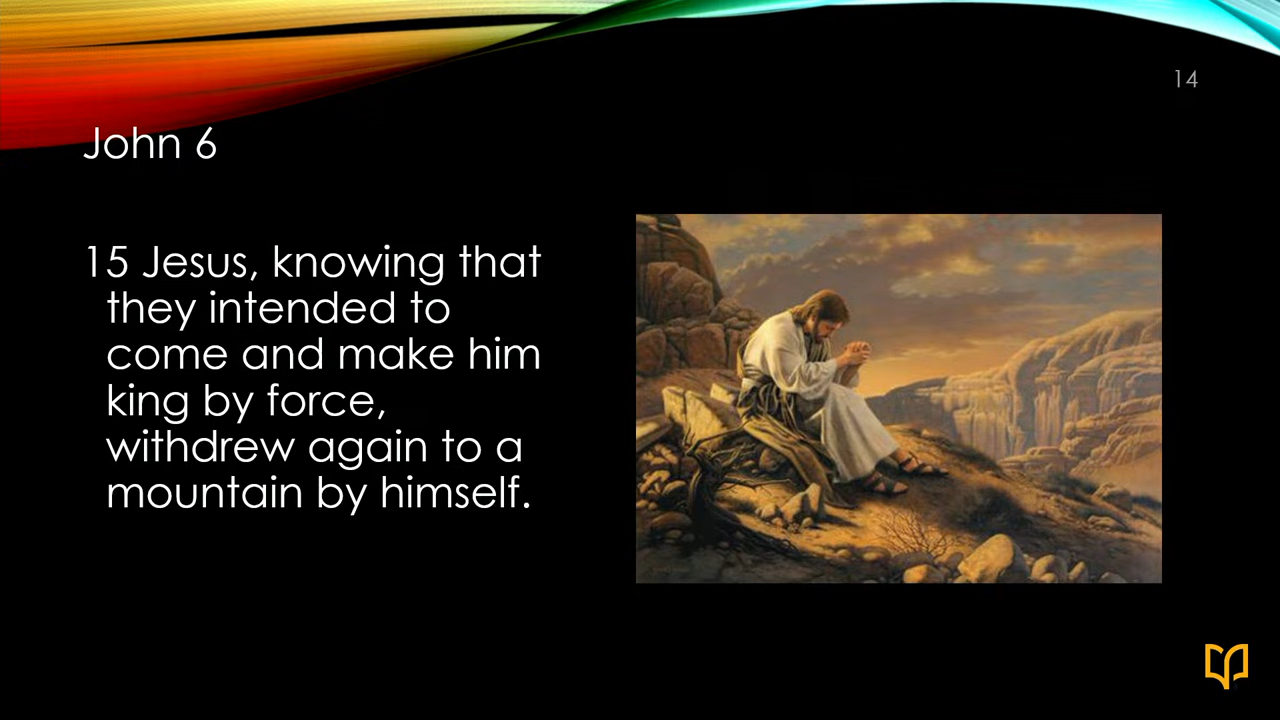 14
John 6
15 Jesus, knowing that
they intended to
come and make him
king by force,
withdrew again to a
mountain by himself.